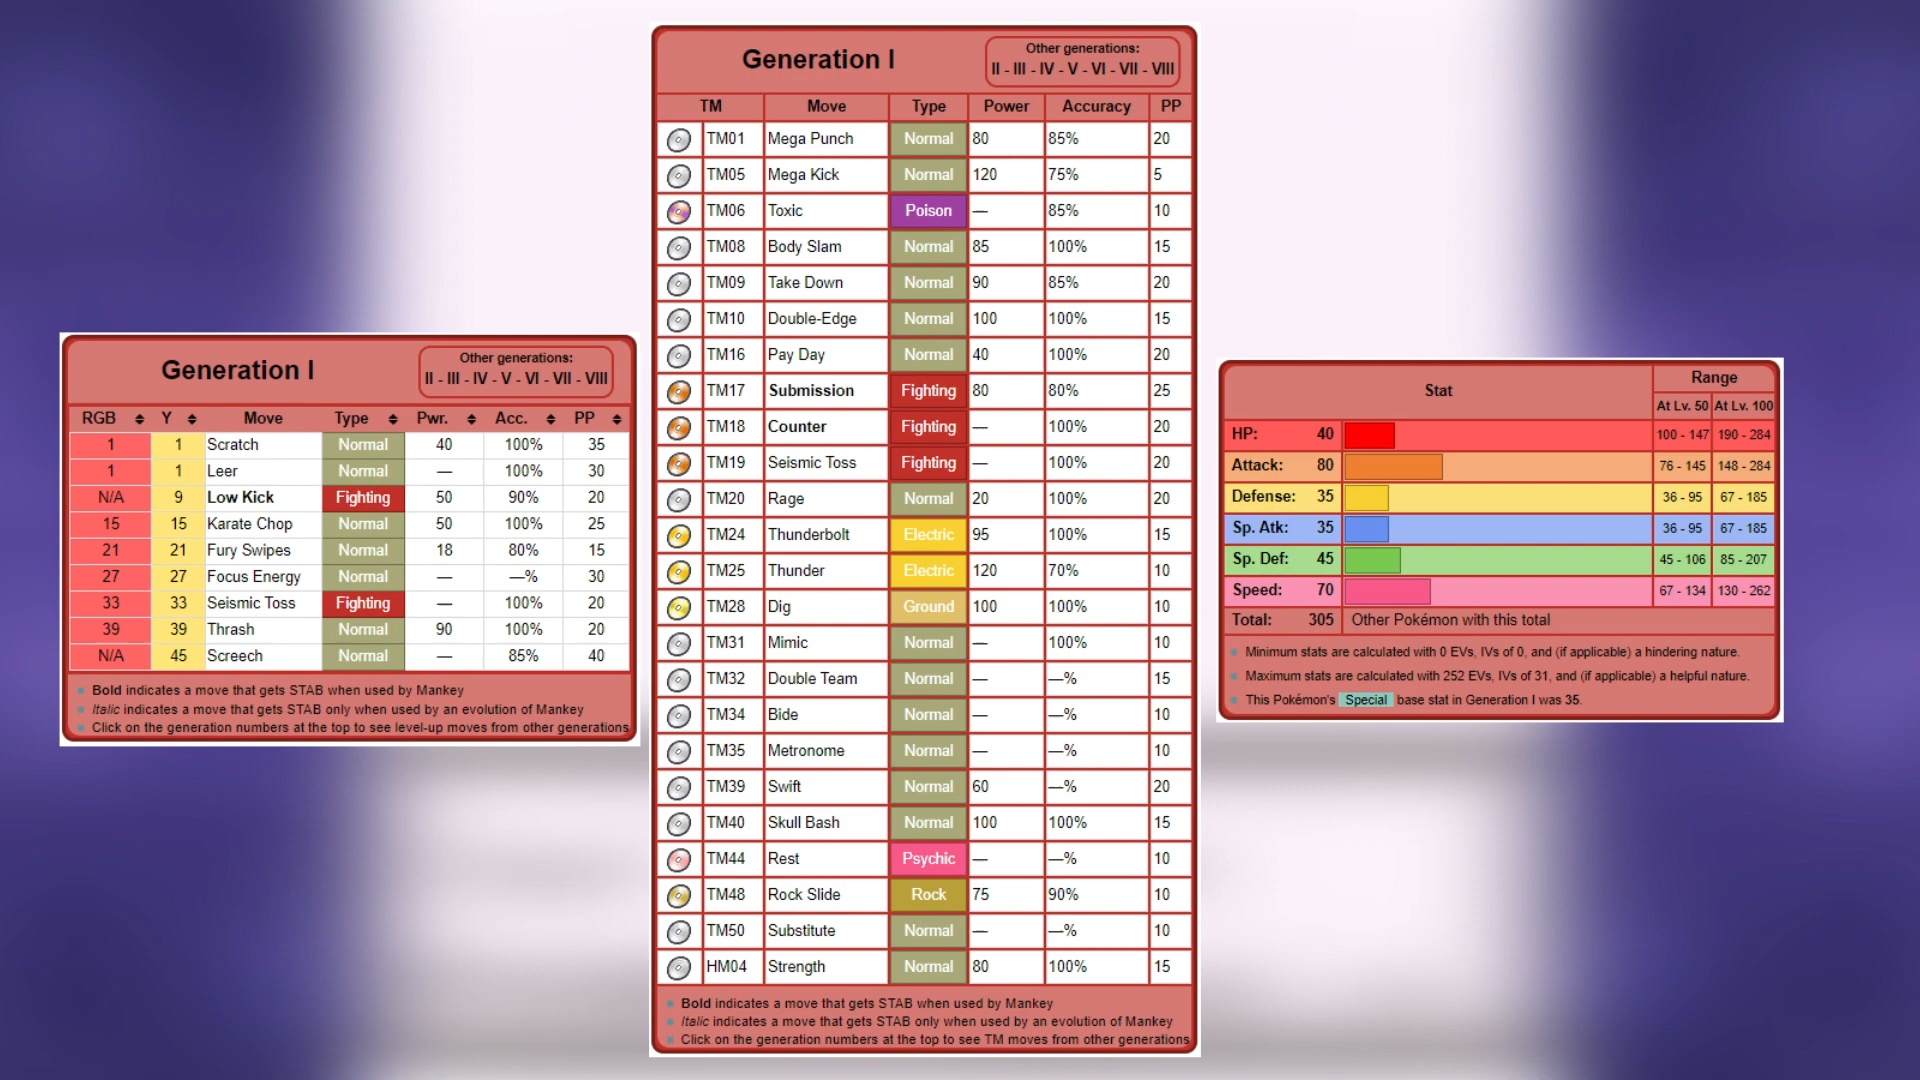 Generation I
Other generations:
II - III - IV - V - VI - VII - VIII
RGB Y Move Type Pwr. Acc. PP
1 1 Scratch Normal 40 100% 35
1 1 Leer Normal — 100% 30
N/A 9 Low Kick Fighting 50 90% 20
15 15 Karate Chop Normal 50 100% 25
21 21 Fury Swipes Normal 18 80% 15
27 27 Focus Energy Normal — —% 30
33 33 Seismic Toss Fighting — 100% 20
39 39 Thrash Normal 90 100% 20
N/A 45 Screech Normal — 85% 40
Bold indicates a move that gets STAB when used by Mankey
Italic indicates a move that gets STAB only when used by an evolution of Mankey
Click on the generation numbers at the top to see level-up moves from other generations
Generation I
Other generations:
II - III - IV - V - VI - VII - VIII
TM Move Type Power Accuracy PP
TM01 Mega Punch Normal 80 85% 20
TM05 Mega Kick Normal 120 75% 5
TM06 Toxic Poison — 85% 10
TM08 Body Slam Normal 85 100% 15
TM09 Take Down Normal 90 85% 20
TM10 Double-Edge Normal 100 100% 15
TM16 Pay Day Normal 40 100% 20
TM17 Submission Fighting 80 80% 25
TM18 Counter Fighting — 100% 20
TM19 Seismic Toss Fighting — 100% 20
TM20 Rage Normal 20 100% 20
TM24 Thunderbolt Electric 95 100% 15
TM25 Thunder Electric 120 70% 10
TM28 Dig Ground 100 100% 10
TM31 Mimic Normal — 100% 10
TM32 Double Team Normal — —% 15
TM34 Bide Normal — —% 10
TM35 Metronome Normal — —% 10
TM39 Swift Normal 60 —% 20
TM40 Skull Bash Normal 100 100% 15
TM44 Rest Psychic — —% 10
TM48 Rock Slide Rock 75 90% 10
TM50 Substitute Normal — —% 10
HM04 Strength Normal 80 100% 15
Bold indicates a move that gets STAB when used by Mankey
Italic indicates a move that gets STAB only when used by an evolution of Mankey
Click on the generation numbers at the top to see TM moves from other generations
Stat Range
At Lv. 50 At Lv. 100
HP: 40 100 - 147 190 - 284
Attack: 80 76 - 145 148 - 284
Defense: 35 36 - 95 67 - 185
Sp. Atk: 35 36 - 95 67 - 185
Sp. Def: 45 45 - 106 85 - 207
Speed: 70 67 - 134 130 - 262
Total: 305 Other Pokémon with this total
Minimum stats are calculated with 0 EVs, IVs of 0, and (if applicable) a hindering nature.
Maximum stats are calculated with 252 EVs, IVs of 31, and (if applicable) a helpful nature.
This Pokémon's Special base stat in Generation I was 35.